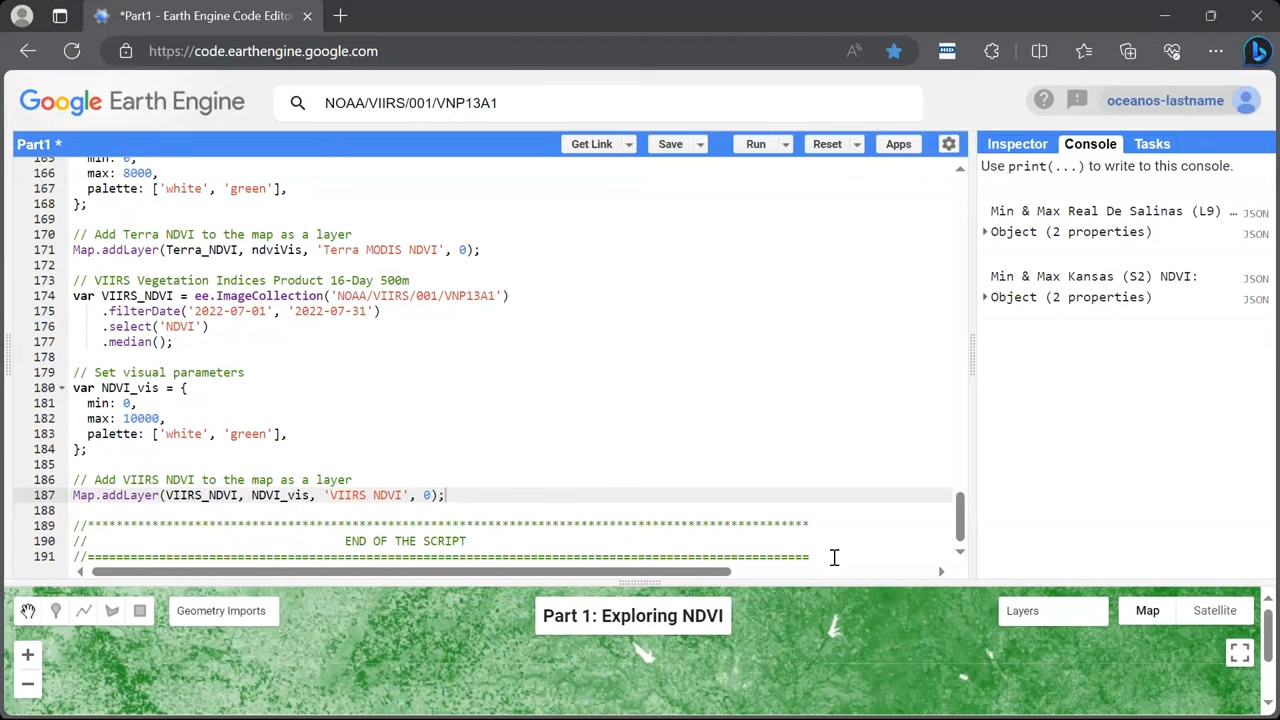 *Part1 - Earth Engine Code Editor
https://code.earthengine.google.com
Google Earth Engine
NOAA/VIIRS/001/VNP13A1
oceanos-lastname
Part1 *
Get Link
Save
Run
Reset
Apps
Inspector
Console
Tasks
Use print(...) to write to this console.
165 min: 0,
166 max: 8000,
167 palette: ['white', 'green'],
168 };
169
170 // Add Terra NDVI to the map as a layer
171 Map.addLayer(Terra_NDVI, ndviVis, 'Terra MODIS NDVI', 0);
172
173 // VIIRS Vegetation Indices Product 16-Day 500m
174 var VIIRS_NDVI = ee.ImageCollection('NOAA/VIIRS/001/VNP13A1')
175 .filterDate('2022-07-01', '2022-07-31')
176 .select('NDVI')
177 .median();
178
179 // Set visual parameters
180 var NDVI_vis = {
181 min: 0,
182 max: 10000,
183 palette: ['white', 'green'],
184 };
185
186 // Add VIIRS NDVI to the map as a layer
187 Map.addLayer(VIIRS_NDVI, NDVI_vis, 'VIIRS NDVI', 0);
188
189 //*****************************************************************************************************
190 // END OF THE SCRIPT
191 //=====================================================================================================
Min & Max Real De Salinas (L9) … JSON
Object (2 properties) JSON
Min & Max Kansas (S2) NDVI: JSON
Object (2 properties) JSON
Geometry Imports
Part 1: Exploring NDVI
Layers
Map
Satellite